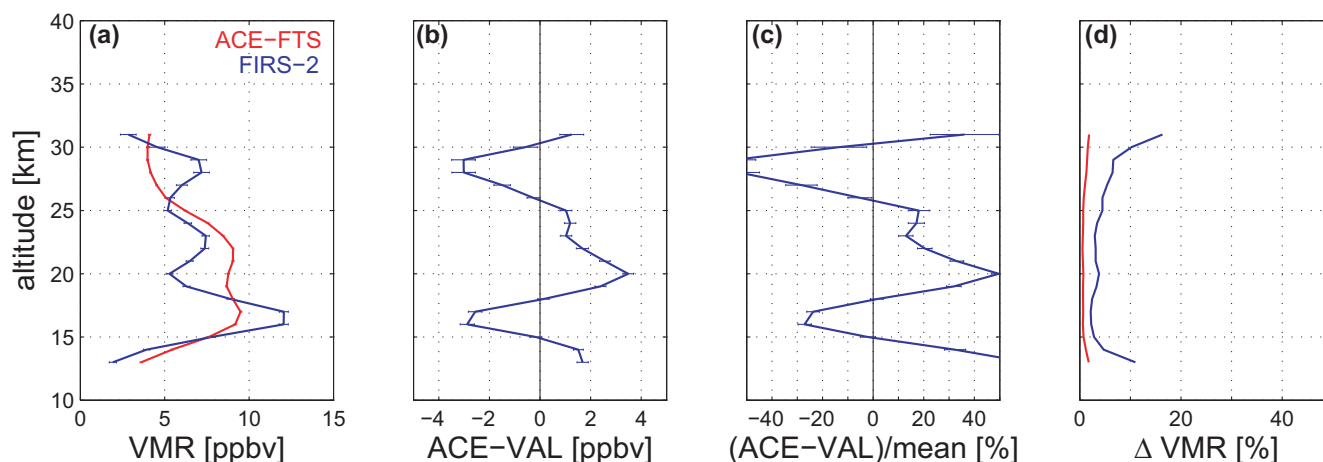 (a) ACE−FTS
FIRS−2
(b)
(c)
(d)
altitude [km]
40
35
30
25
20
15
10
0 5 10 15
VMR [ppbv]
−4 −2 0 2 4
ACE−VAL [ppbv]
−40 −20 0 20 40
(ACE−VAL)/mean [%]
0 20 40
Δ VMR [%]